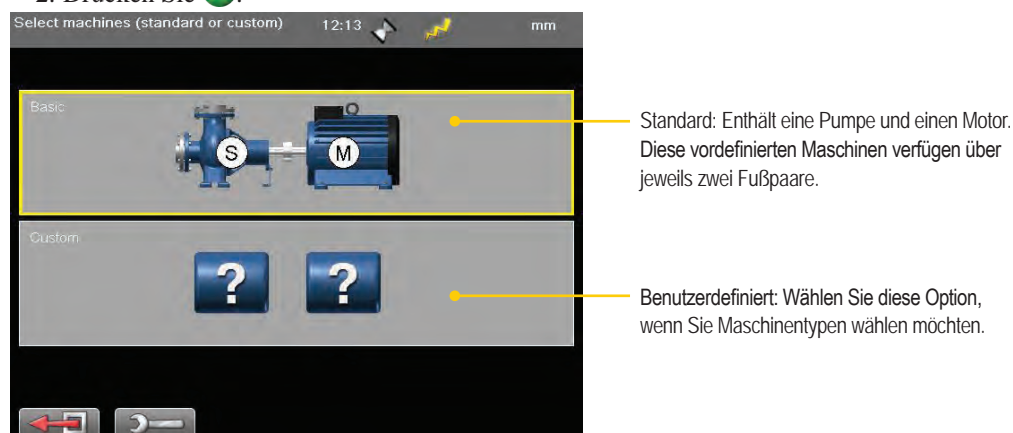 2. Drücken Sie
Select machines (standard or custom) 12:13 mm
Basic
S M
Standard: Enthält eine Pumpe und einen Motor.
Diese vordefinierten Maschinen verfügen über
jeweils zwei Fußpaare.
Custom
? ?
Benutzerdefiniert: Wählen Sie diese Option,
wenn Sie Maschinentypen wählen möchten.